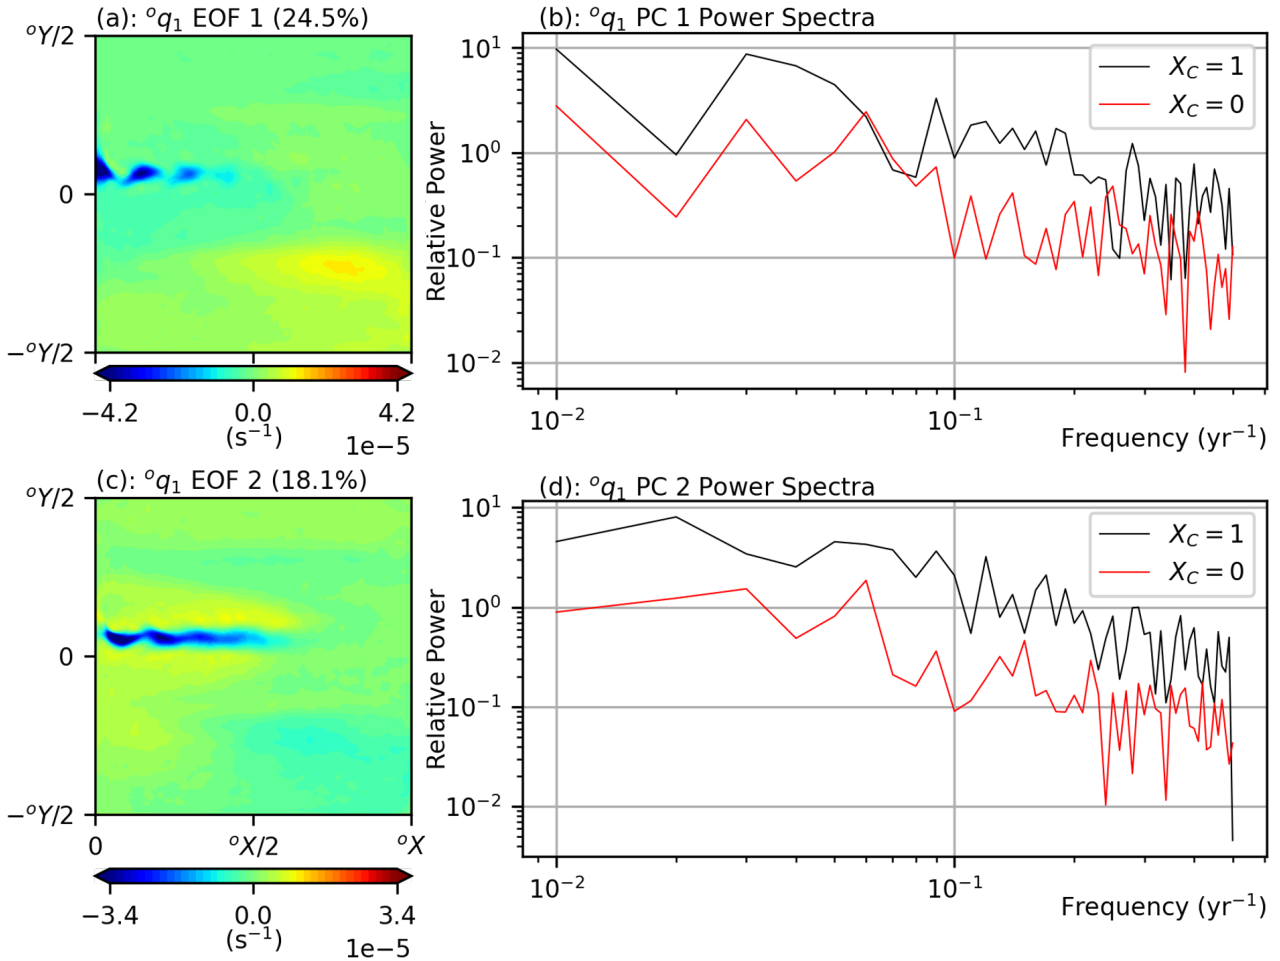 (a): ᵒq₁ EOF 1 (24.5%)
ᵒY/2
0
−ᵒY/2
−4.2 0.0 4.2
(s⁻¹)
1e−5
(b): ᵒq₁ PC 1 Power Spectra
X_C = 1
X_C = 0
Relative Power
10¹
10⁰
10⁻¹
10⁻²
10⁻² 10⁻¹
Frequency (yr⁻¹)
(c): ᵒq₁ EOF 2 (18.1%)
ᵒY/2
0
−ᵒY/2
0 ᵒX/2 ᵒX
−3.4 0.0 3.4
(s⁻¹)
1e−5
(d): ᵒq₁ PC 2 Power Spectra
X_C = 1
X_C = 0
Relative Power
10¹
10⁰
10⁻¹
10⁻²
10⁻² 10⁻¹
Frequency (yr⁻¹)